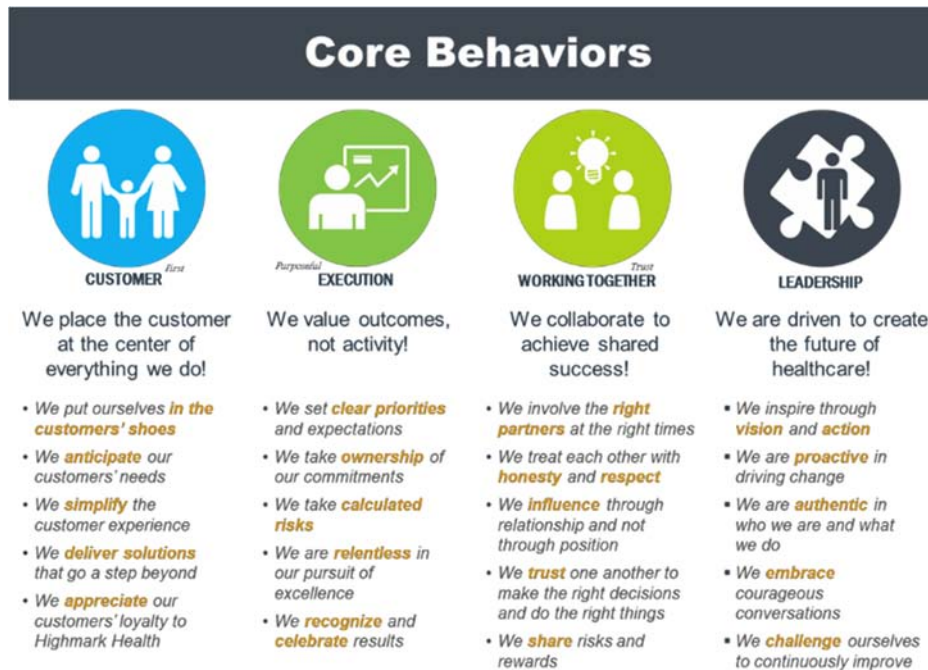 Core Behaviors
First
CUSTOMER
We place the customer
at the center of
everything we do!
• We put ourselves in the
customers' shoes
• We anticipate our
customers' needs
• We simplify the
customer experience
• We deliver solutions
that go a step beyond
• We appreciate our
customers' loyalty to
Highmark Health
Purposeful
EXECUTION
We value outcomes,
not activity!
• We set clear priorities
and expectations
• We take ownership of
our commitments
• We take calculated
risks
• We are relentless in
our pursuit of
excellence
• We recognize and
celebrate results
Trust
WORKING TOGETHER
We collaborate to
achieve shared
success!
• We involve the right
partners at the right times
• We treat each other with
honesty and respect
• We influence through
relationship and not
through position
• We trust one another to
make the right decisions
and do the right things
• We share risks and
rewards
LEADERSHIP
We are driven to create
the future of
healthcare!
▪ We inspire through
vision and action
▪ We are proactive in
driving change
▪ We are authentic in
who we are and what
we do
▪ We embrace
courageous
conversations
▪ We challenge ourselves
to continuously improve